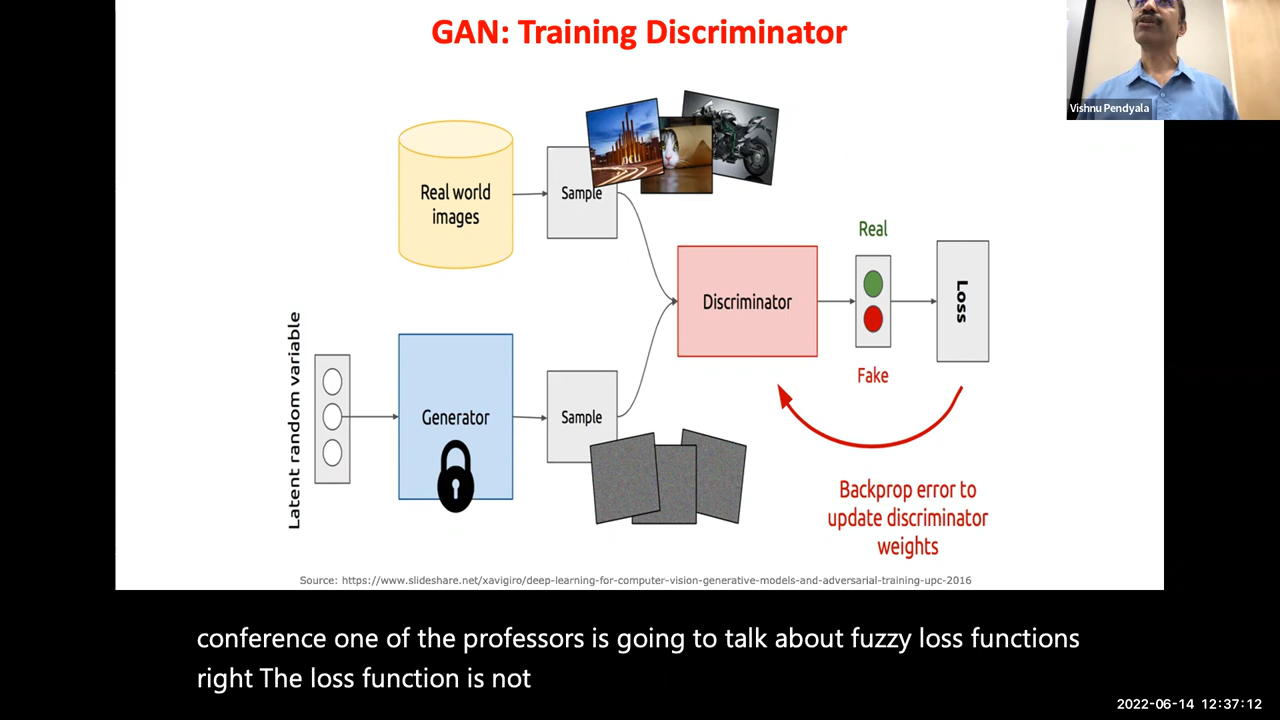 GAN: Training Discriminator
Vishnu Pendyala
Real world
images
Sample
Discriminator
Real
Fake
Loss
Latent random variable
Generator
Sample
Backprop error to
update discriminator
weights
Source: https://www.slideshare.net/xavigiro/deep-learning-for-computer-vision-generative-models-and-adversarial-training-upc-2016
conference one of the professors is going to talk about fuzzy loss functions
right The loss function is not
2022-06-14 12:37:12